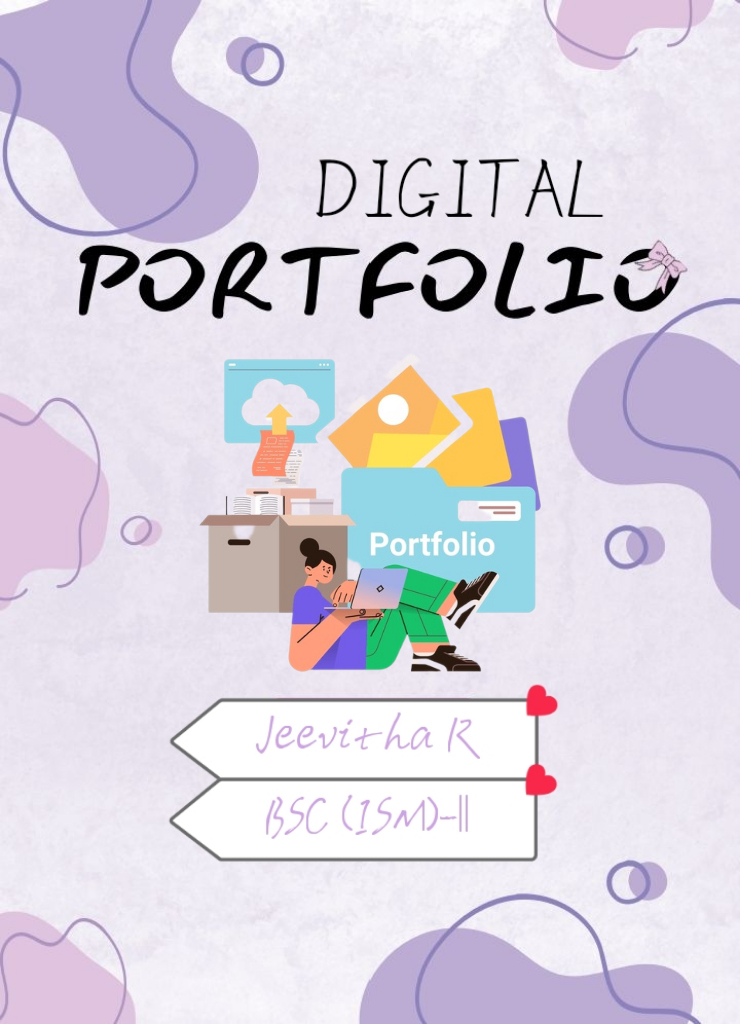 DIGITAL
PORTFOLIO
Portfolio
Jeevitha R
BSC (ISM)-II